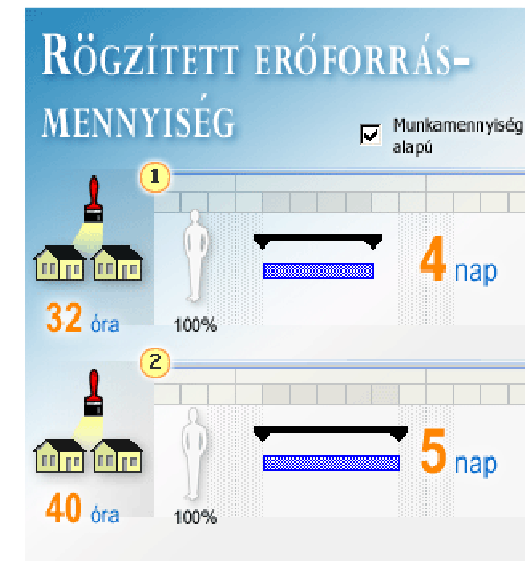 RÖGZÍTETT ERŐFORRÁS-
MENNYISÉG
Munkamennyiség
alapú
1
4 nap
32 óra
100%
2
5 nap
40 óra
100%